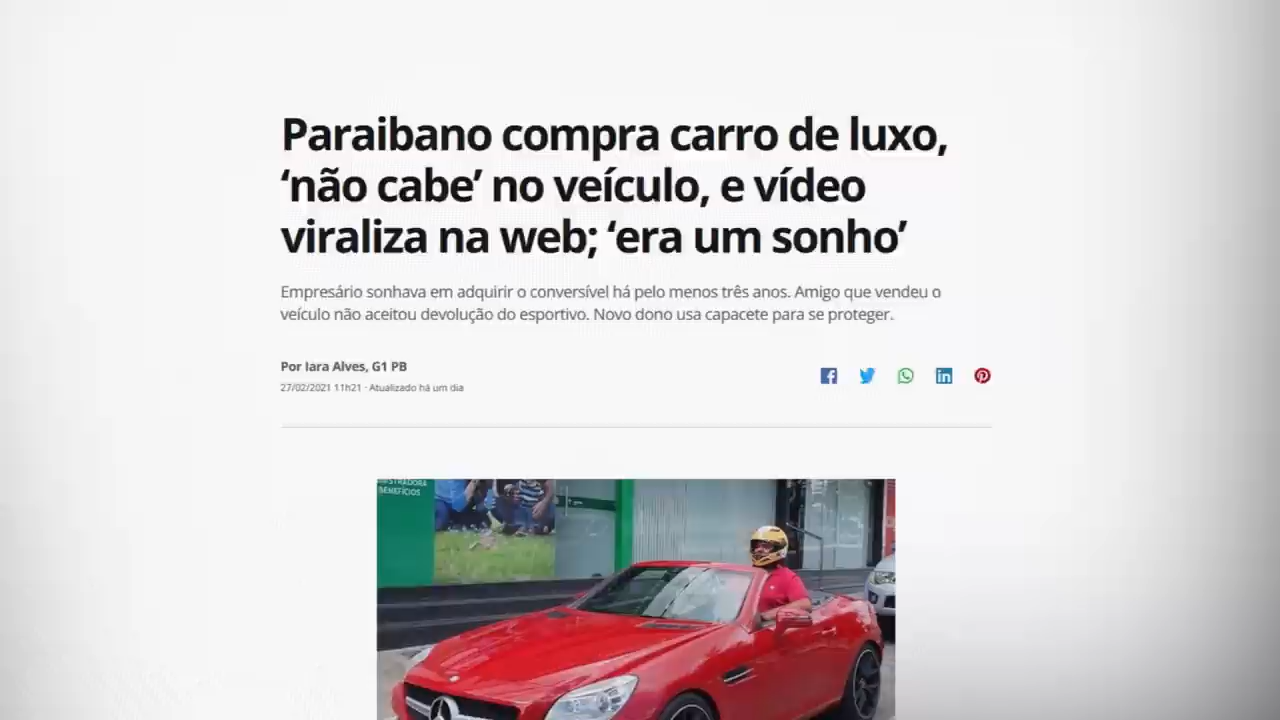 Paraibano compra carro de luxo,
‘não cabe’ no veículo, e vídeo
viraliza na web; ‘era um sonho’
Empresário sonhava em adquirir o conversível há pelo menos três anos. Amigo que vendeu o
veículo não aceitou devolução do esportivo. Novo dono usa capacete para se proteger.
Por Iara Alves, G1 PB
27/02/2021 11h21 · Atualizado há um dia
BENEFÍCIOS